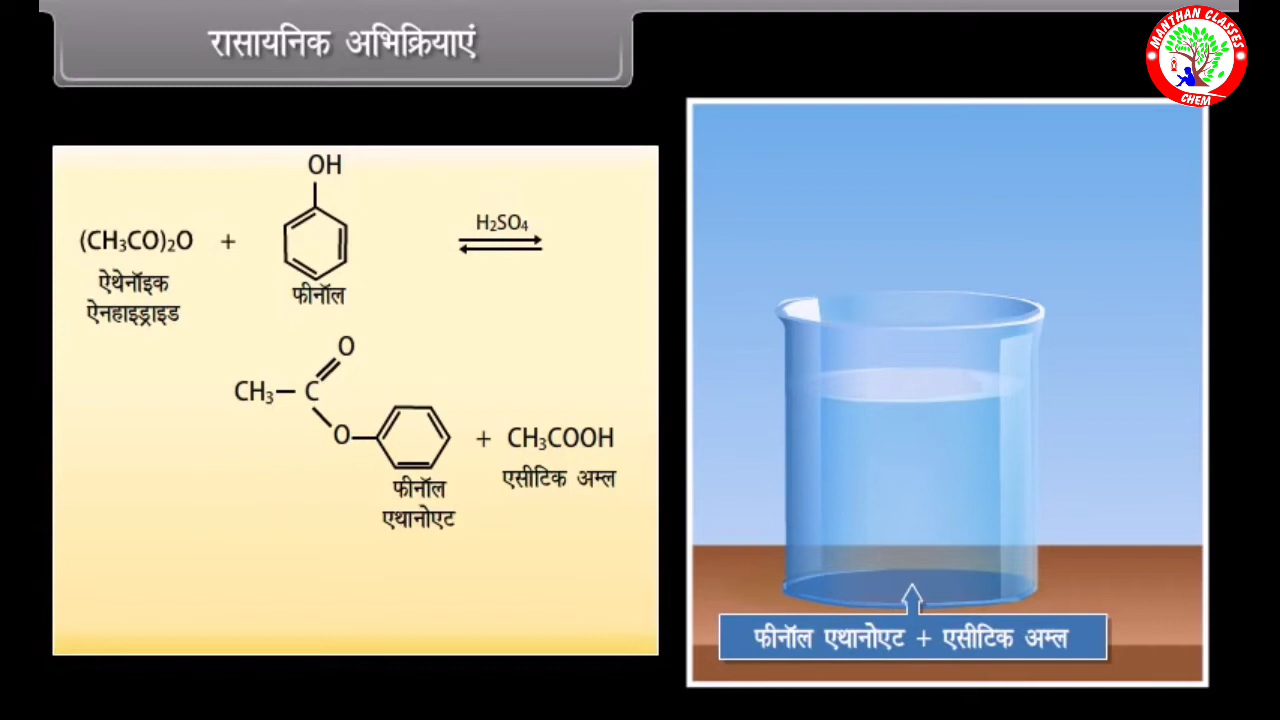 रासायनिक अभिक्रियाएं
MANTHAN CLASSES
CHEM
OH
H₂SO₄
(CH₃CO)₂O +
ऐथेनॉइक
ऐनहाइड्राइड
फीनॉल
O
CH₃ – C
O
+ CH₃COOH
फीनॉल
एथानोएट
एसीटिक अम्ल
फीनॉल एथानोएट + एसीटिक अम्ल